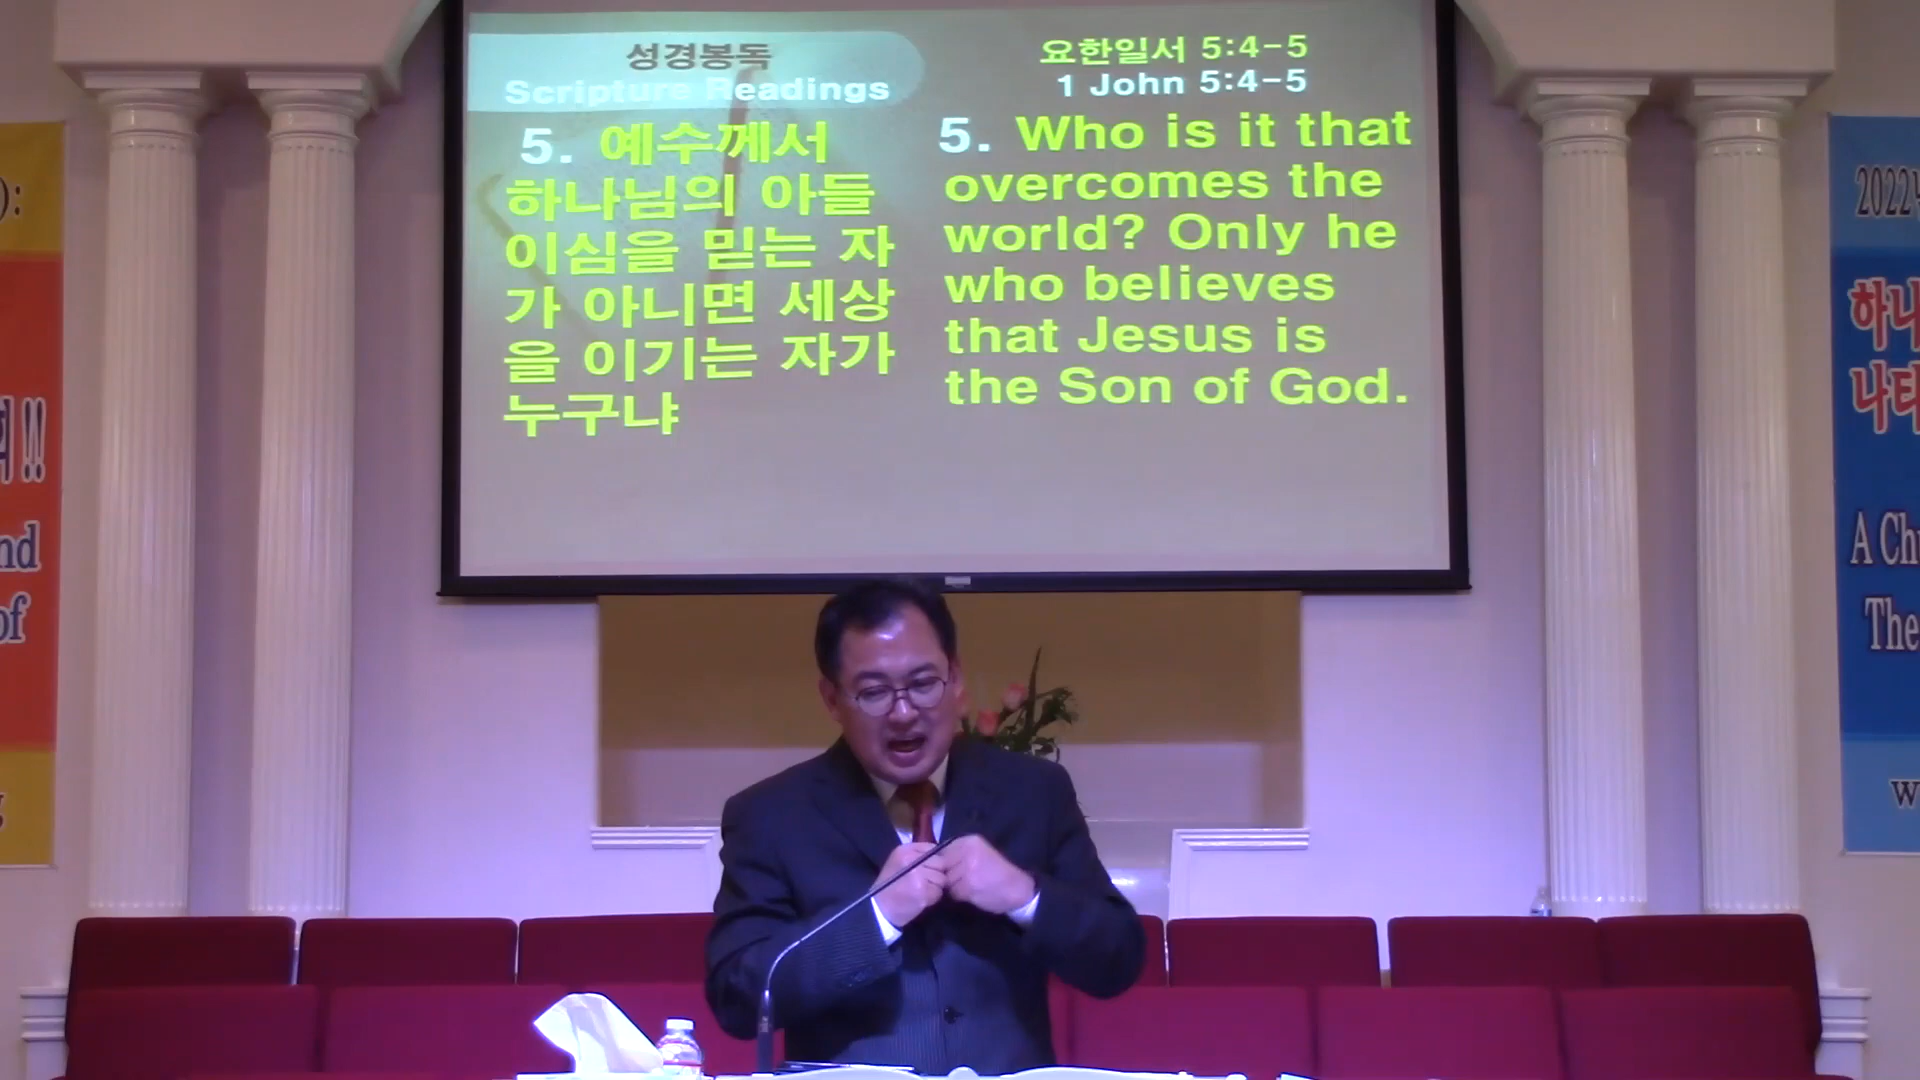 성경봉독
Scripture Readings
요한일서 5:4-5
1 John 5:4-5
5. 예수께서
하나님의 아들
이심을 믿는 자
가 아니면 세상
을 이기는 자가
누구냐
5. Who is it that
overcomes the
world? Only he
who believes
that Jesus is
the Son of God.
):
!!
nd
of
2022
하나
나타
A Chu
The
w